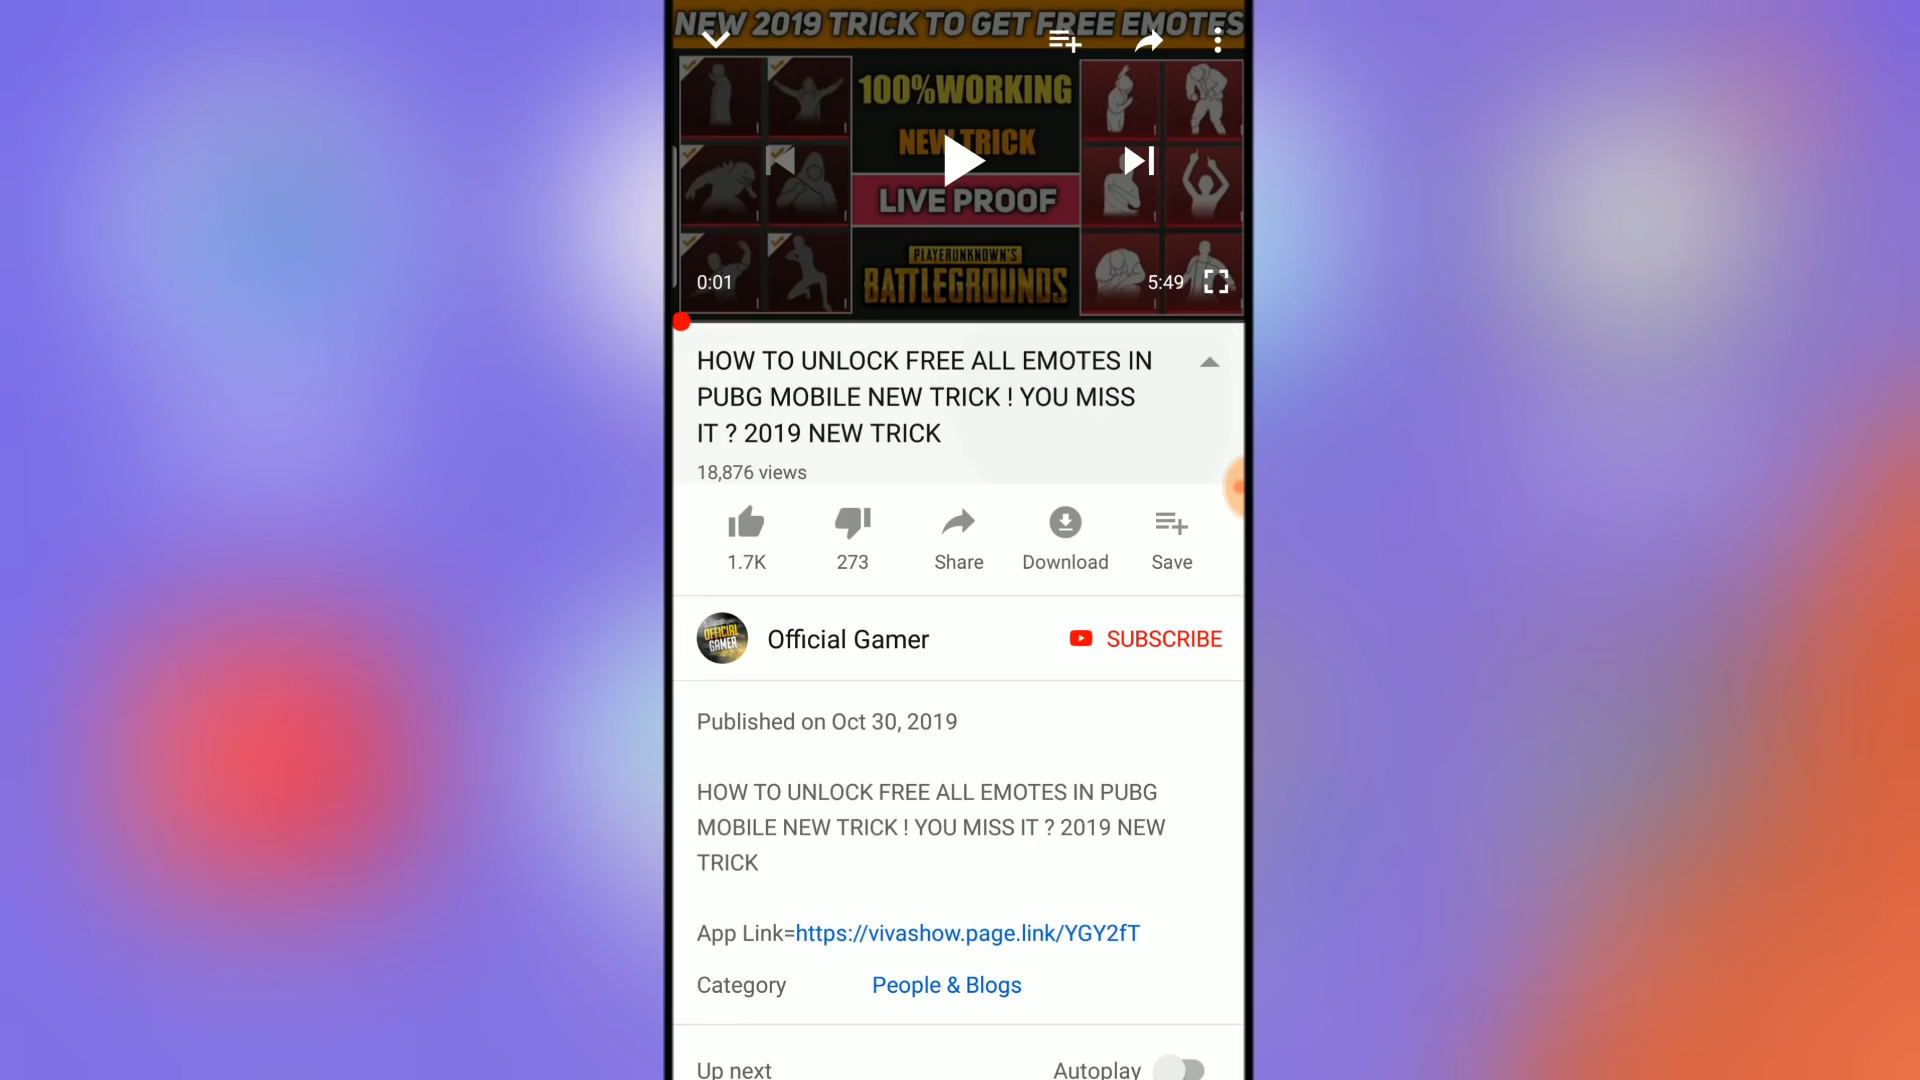 NEW 2019 TRICK TO GET FREE EMOTES
100%WORKING
NEW TRICK
LIVE PROOF
PLAYERUNKNOWN'S
BATTLEGROUNDS
0:01
5:49
HOW TO UNLOCK FREE ALL EMOTES IN
PUBG MOBILE NEW TRICK ! YOU MISS
IT ? 2019 NEW TRICK
18,876 views
1.7K
273
Share
Download
Save
OFFICIAL
GAMER
Official Gamer
SUBSCRIBE
Published on Oct 30, 2019
HOW TO UNLOCK FREE ALL EMOTES IN PUBG
MOBILE NEW TRICK ! YOU MISS IT ? 2019 NEW
TRICK
App Link=https://vivashow.page.link/YGY2fT
Category People & Blogs
Up next
Autoplay